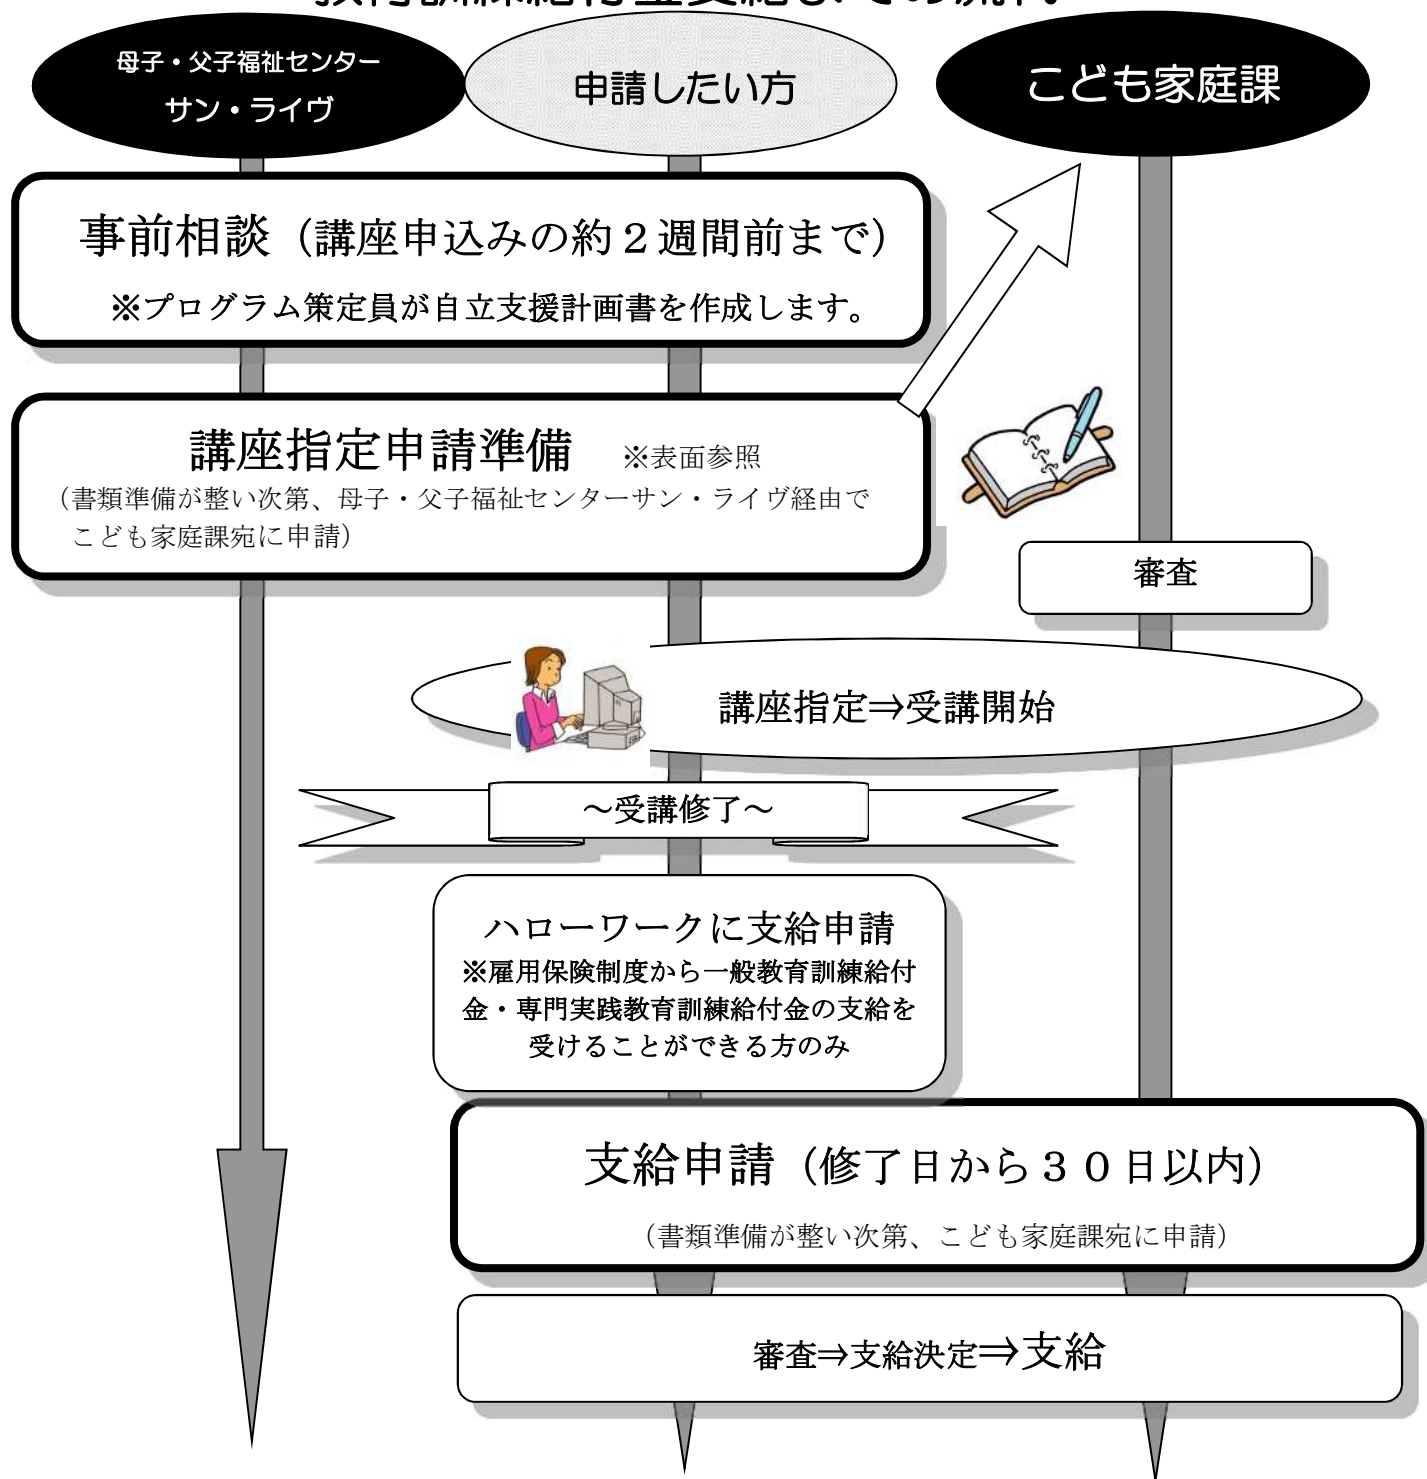 母子・父子福祉センター
サン・ライヴ
申請したい方
こども家庭課
事前相談（講座申込みの約２週間前まで）
※プログラム策定員が自立支援計画書を作成します。
講座指定申請準備　※表面参照
（書類準備が整い次第、母子・父子福祉センターサン・ライヴ経由で
こども家庭課宛に申請）
審査
講座指定⇒受講開始
～受講修了～
ハローワークに支給申請
※雇用保険制度から一般教育訓練給付
金・専門実践教育訓練給付金の支給を
受けることができる方のみ
支給申請（修了日から３０日以内）
（書類準備が整い次第、こども家庭課宛に申請）
審査⇒支給決定⇒支給